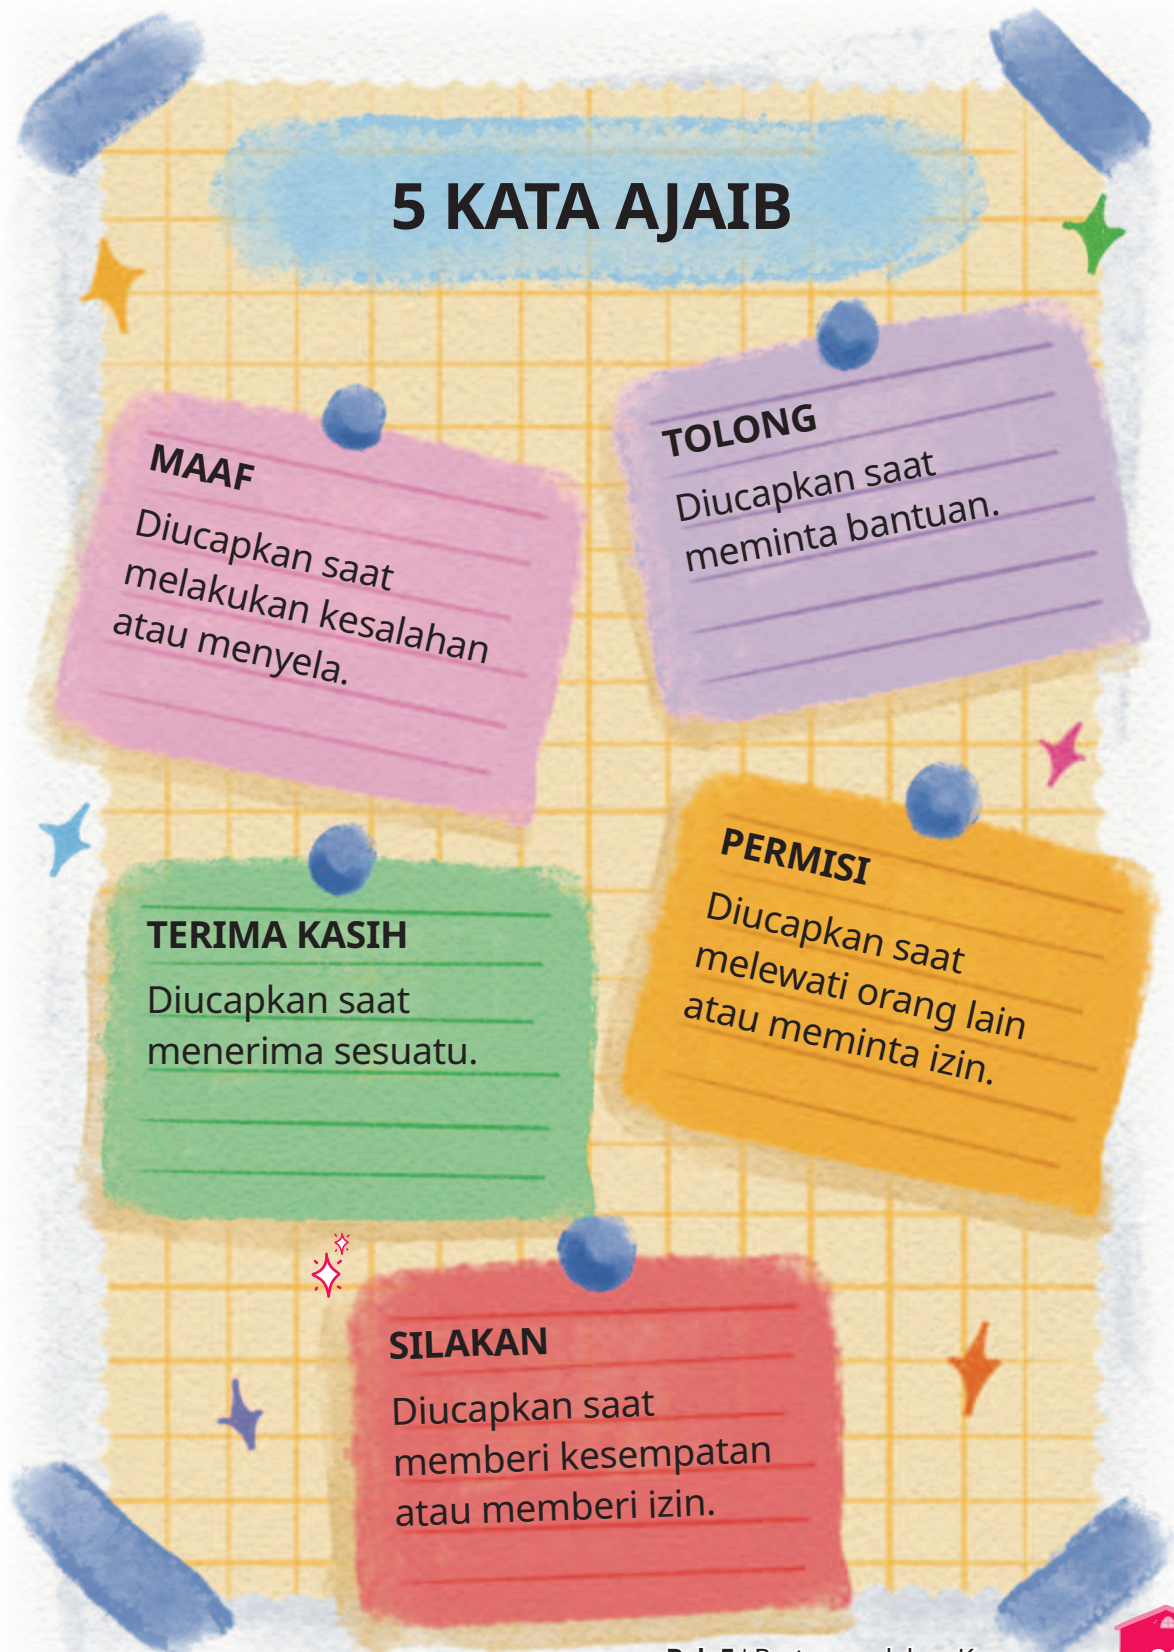 5 KATA AJAIB
MAAF
Diucapkan saat
melakukan kesalahan
atau menyela.
TOLONG
Diucapkan saat
meminta bantuan.
TERIMA KASIH
Diucapkan saat
menerima sesuatu.
PERMISI
Diucapkan saat
melewati orang lain
atau meminta izin.
SILAKAN
Diucapkan saat
memberi kesempatan
atau memberi izin.